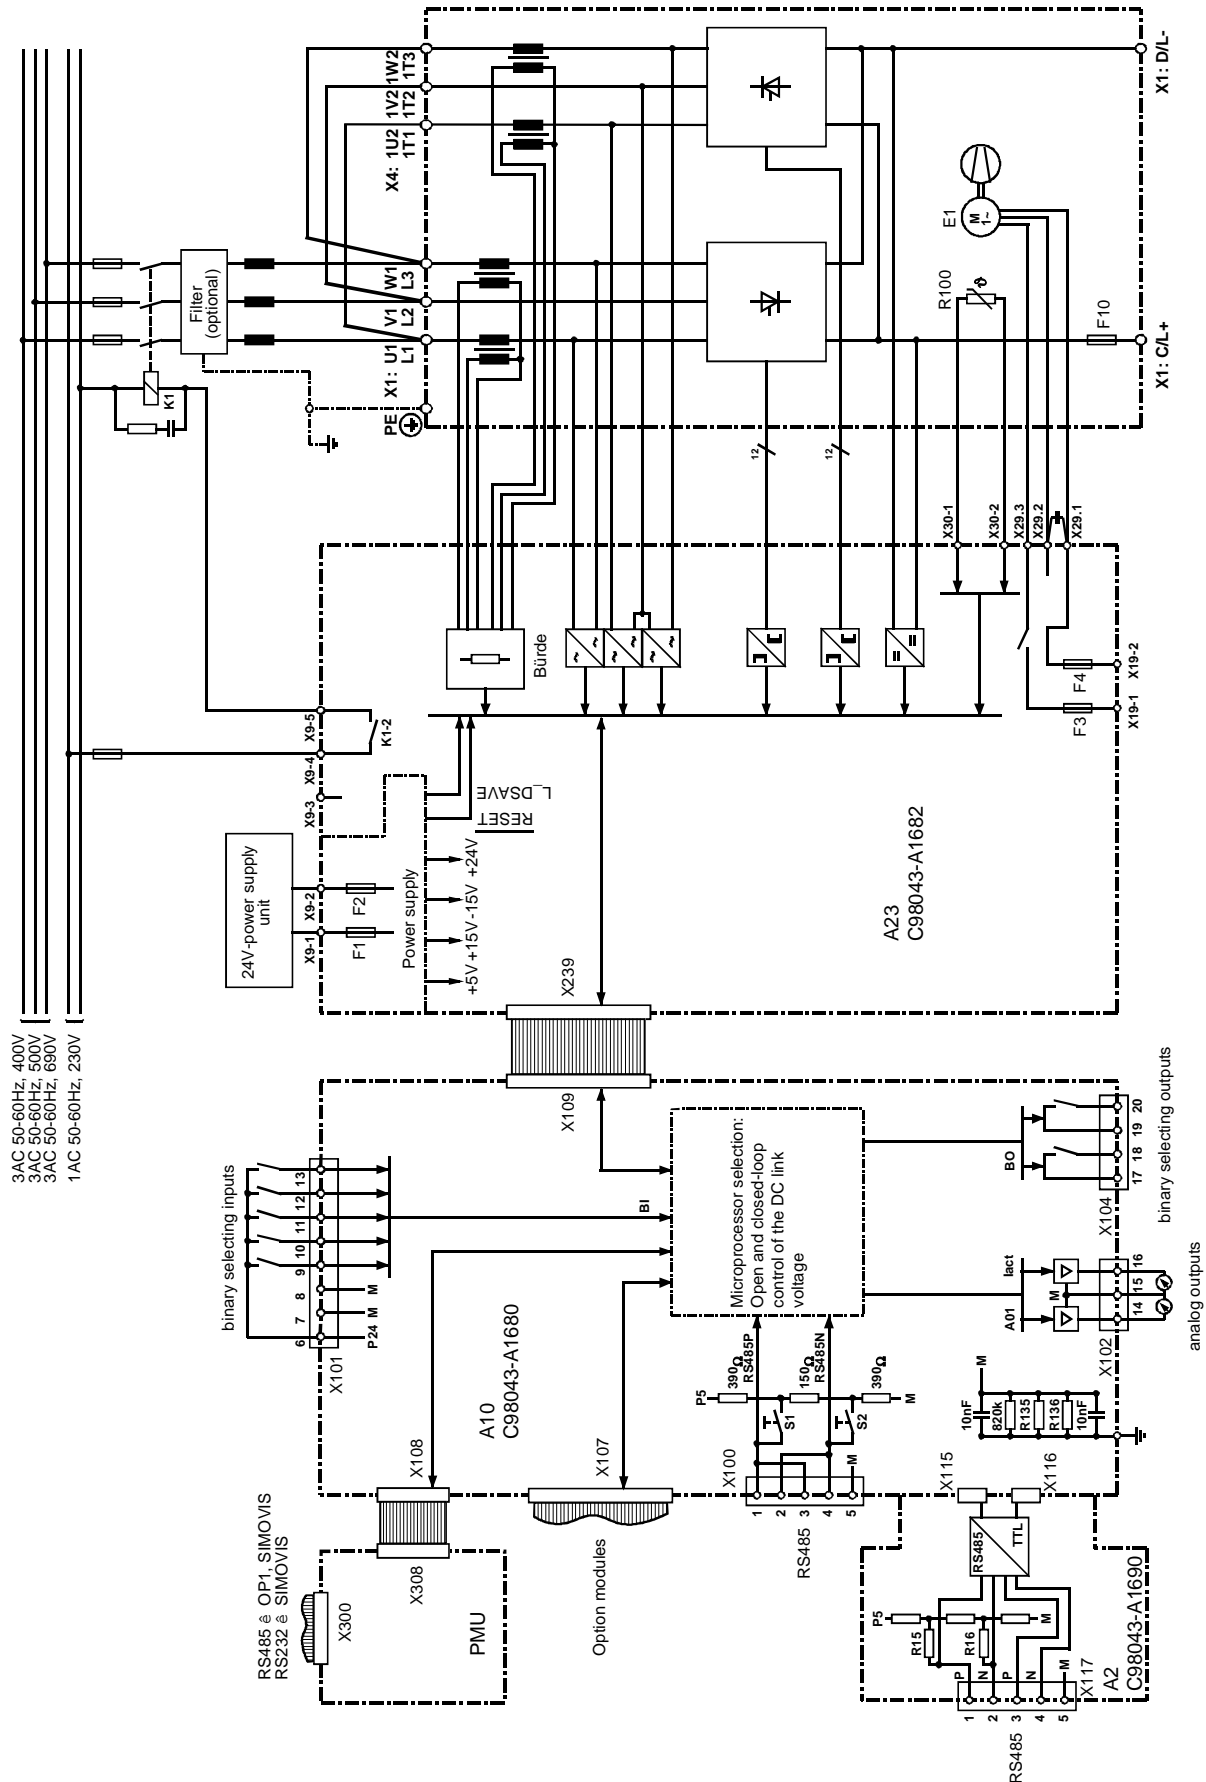 3AC 50-60Hz, 400V
3AC 50-60Hz, 500V
3AC 50-60Hz, 690V
1AC 50-60Hz, 230V
K1
Filter
(optional)
PE
X1: U1 V1 W1
L1 L2 L3
X4: 1U2 1V2 1W2
1T1 1T2 1T3
X1: C/L+
X1: D/L-
F10
R100
ϑ
E1
M
1~
12
12
24V-power supply
unit
X9-1
X9-2
X9-3
X9-4
X9-5
F1
F2
K1-2
Power supply
+5V
+15V
-15V
+24V
RESET
L_DSAVE
Bürde
X30-1
X30-2
X29.3
X29.2
X29.1
F3
F4
X19-1
X19-2
A23
C98043-A1682
X239
X109
binary selecting inputs
6
7
8
9
10
11
12
13
X101
P24
M
M
BI
A10
C98043-A1680
Microprocessor selection:
Open and closed-loop
control of the DC link
voltage
BO
17
18
19
20
X104
binary selecting outputs
A01
M
Iact
14
15
16
X102
analog outputs
X108
X107
X100
P5
390Ω
RS485P
150Ω
RS485N
390Ω
M
S1
S2
M
1
2
3
4
5
RS485
M
10nF
820k
R135
R136
10nF
X115
X116
RS485 ê OP1, SIMOVIS
RS232 ê SIMOVIS
X300
X308
PMU
Option modules
RS485
TTL
P5
R15
R16
M
P
N
P
N
M
X117
1
2
3
4
5
RS485
A2
C98043-A1690